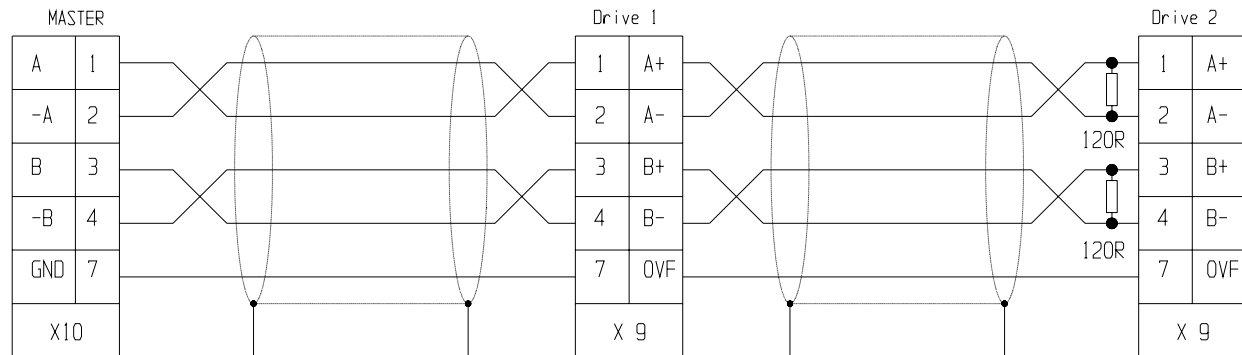 MASTER
A 1
-A 2
B 3
-B 4
GND 7
X10
Drive 1
1 A+
2 A-
3 B+
4 B-
7 0VF
X 9
120R
120R
Drive 2
1 A+
2 A-
3 B+
4 B-
7 0VF
X 9